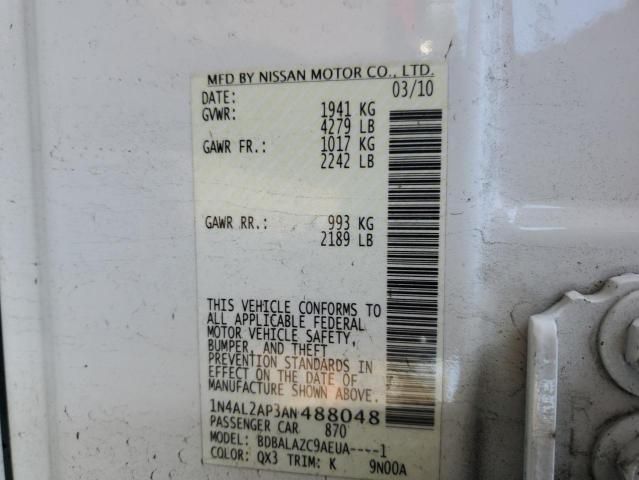 MFD BY NISSAN MOTOR CO., LTD.
DATE: 03/10
GVWR: 1941 KG
4279 LB
GAWR FR.: 1017 KG
2242 LB
GAWR RR.: 993 KG
2189 LB
THIS VEHICLE CONFORMS TO
ALL APPLICABLE FEDERAL
MOTOR VEHICLE SAFETY,
BUMPER, AND THEFT
PREVENTION STANDARDS IN
EFFECT ON THE DATE OF
MANUFACTURE SHOWN ABOVE.
1N4AL2AP3AN488048
PASSENGER CAR 870
MODEL: BDBALAZC9AEUA----1
COLOR: QX3 TRIM: K 9N00A